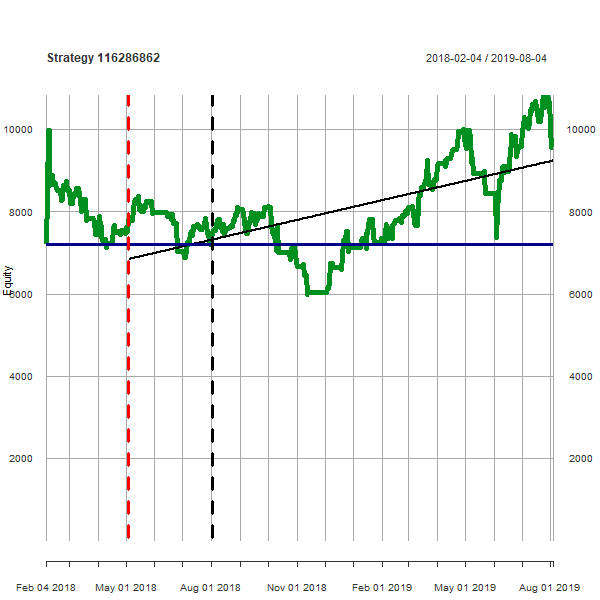 Strategy 116286862
2018-02-04 / 2019-08-04
10000
10000
8000
8000
Equity
6000
6000
4000
4000
2000
2000
Feb 04 2018
May 01 2018
Aug 01 2018
Nov 01 2018
Feb 01 2019
May 01 2019
Aug 01 2019